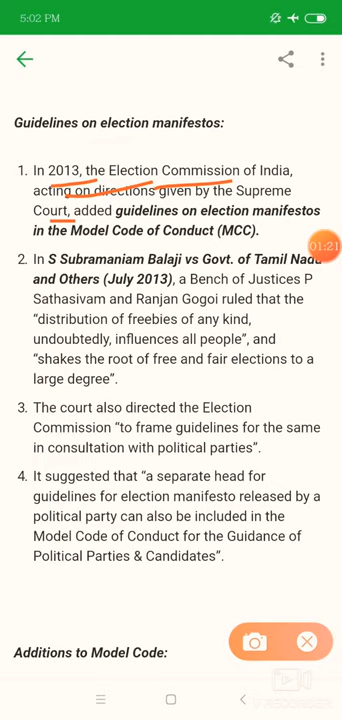 5:02 PM
Guidelines on election manifestos:
1. In 2013, the Election Commission of India,
acting on directions given by the Supreme
Court, added guidelines on election manifestos
in the Model Code of Conduct (MCC).
01:21
2. In S Subramaniam Balaji vs Govt. of Tamil Nadu
and Others (July 2013), a Bench of Justices P
Sathasivam and Ranjan Gogoi ruled that the
“distribution of freebies of any kind,
undoubtedly, influences all people”, and
“shakes the root of free and fair elections to a
large degree”.
3. The court also directed the Election
Commission “to frame guidelines for the same
in consultation with political parties”.
4. It suggested that “a separate head for
guidelines for election manifesto released by a
political party can also be included in the
Model Code of Conduct for the Guidance of
Political Parties & Candidates”.
Additions to Model Code: